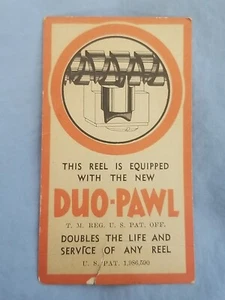 THIS REEL IS EQUIPPED
WITH THE NEW
DUO-PAWL
T. M. REG. U. S. PAT. OFF.
DOUBLES THE LIFE AND
SERVICE OF ANY REEL
U. S. PAT. 1,986,590